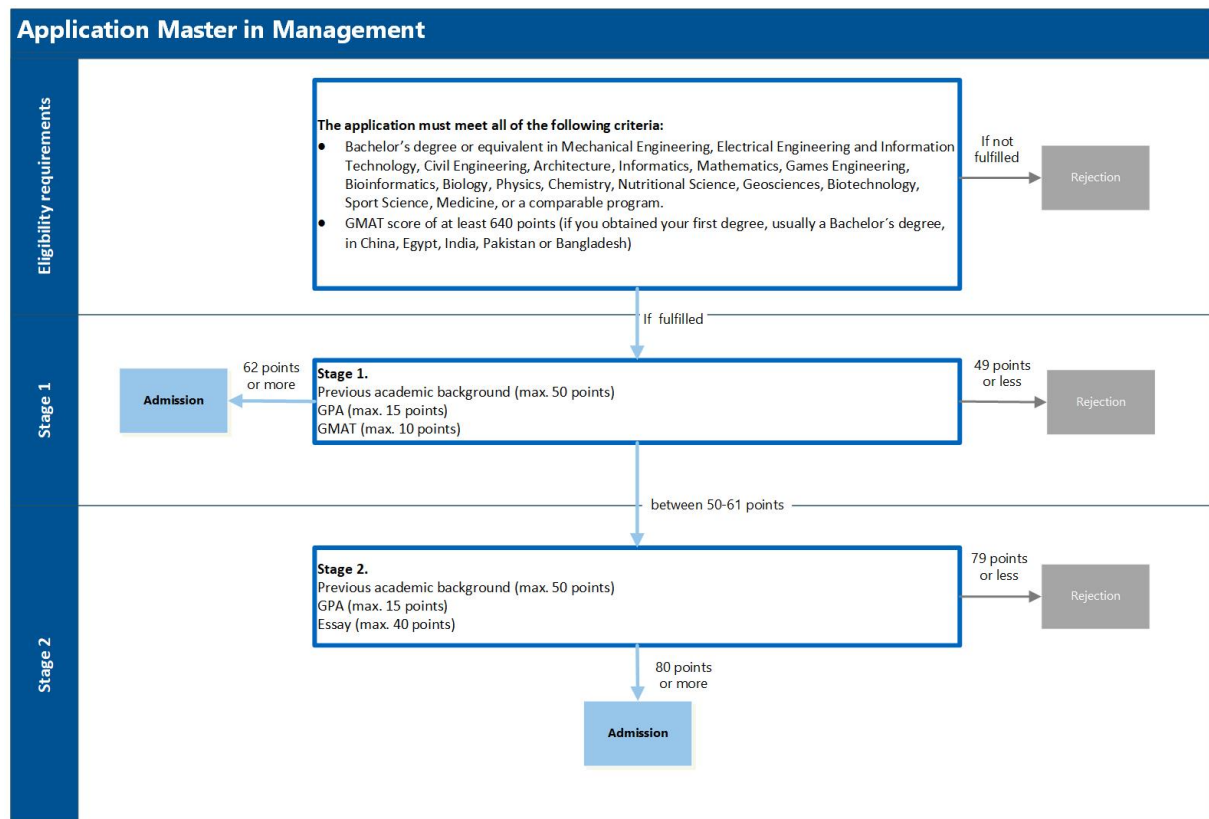 Application Master in Management
Eligibility requirements
The application must meet all of the following criteria:
● Bachelor's degree or equivalent in Mechanical Engineering, Electrical Engineering and Information
Technology, Civil Engineering, Architecture, Informatics, Mathematics, Games Engineering,
Bioinformatics, Biology, Physics, Chemistry, Nutritional Science, Geosciences, Biotechnology,
Sport Science, Medicine, or a comparable program.
● GMAT score of at least 640 points (if you obtained your first degree, usually a Bachelor´s degree,
in China, Egypt, India, Pakistan or Bangladesh)
If not
fulfilled
Rejection
If fulfilled
Stage 1
62 points
or more
Admission
Stage 1.
Previous academic background (max. 50 points)
GPA (max. 15 points)
GMAT (max. 10 points)
49 points
or less
Rejection
between 50-61 points
Stage 2
Stage 2.
Previous academic background (max. 50 points)
GPA (max. 15 points)
Essay (max. 40 points)
79 points
or less
Rejection
80 points
or more
Admission